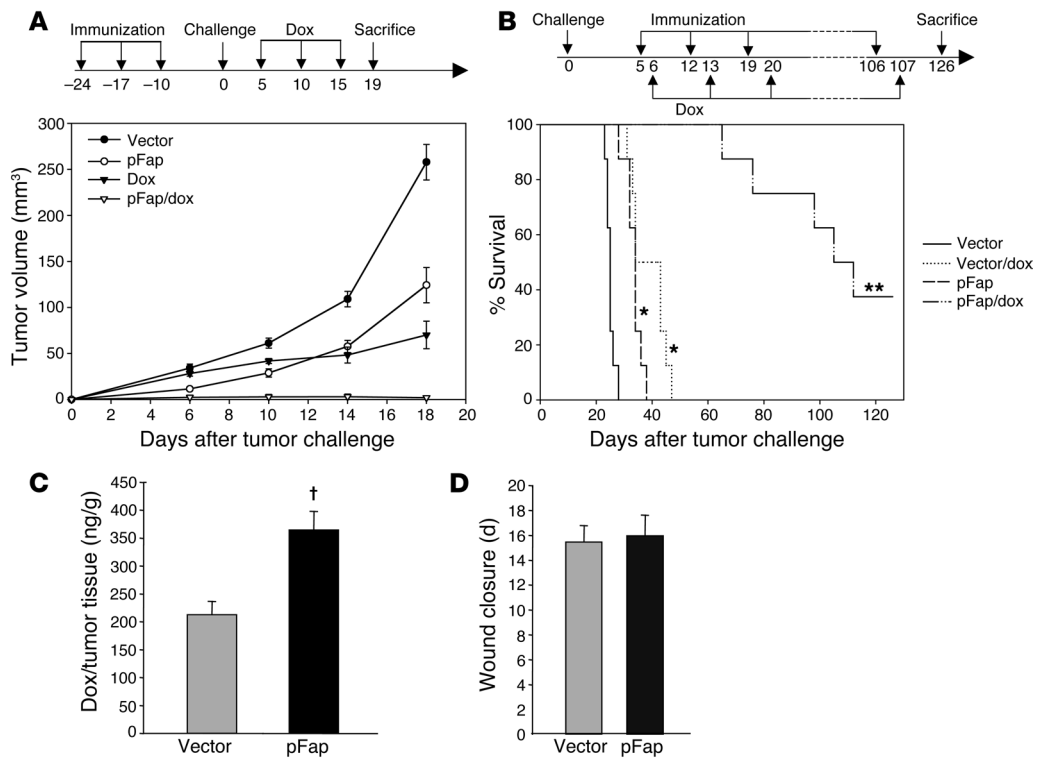 A
Immunization
Challenge
Dox
Sacrifice
–24 –17 –10 0 5 10 15 19
Tumor volume (mm³)
300
250
200
150
100
50
0
Vector
pFap
Dox
pFap/dox
0 2 4 6 8 10 12 14 16 18 20
Days after tumor challenge
B
Challenge
Immunization
Sacrifice
0 5 6 12 13 19 20 106 107 126
Dox
% Survival
100
80
60
40
20
0
*
*
**
0 20 40 60 80 100 120
Days after tumor challenge
Vector
Vector/dox
pFap
pFap/dox
C
Dox/tumor tissue (ng/g)
450
400
350
300
250
200
150
100
50
0
†
Vector pFap
D
Wound closure (d)
20
18
16
14
12
10
8
6
4
2
0
Vector pFap